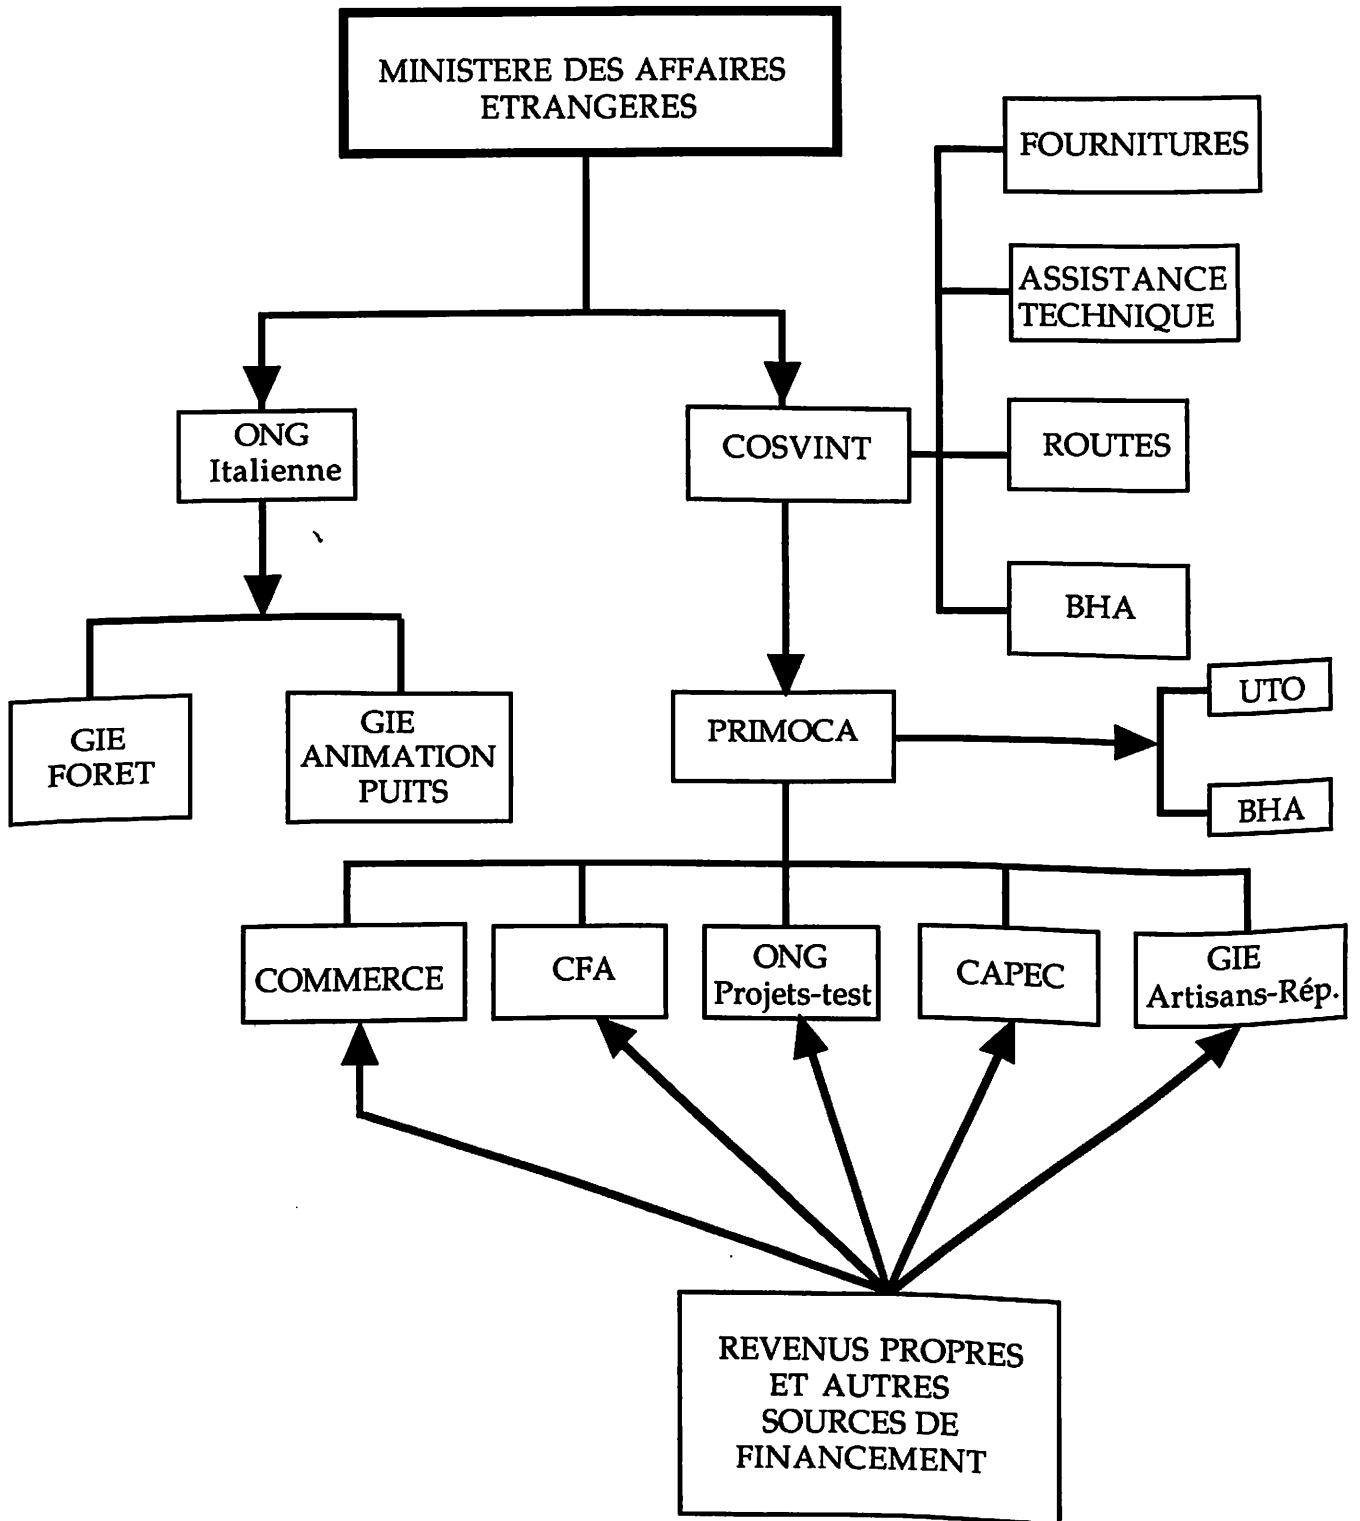 MINISTERE DES AFFAIRES
ETRANGERES
FOURNITURES
ASSISTANCE
TECHNIQUE
ONG
Italienne
COSVINT
ROUTES
BHA
GIE
FORET
GIE
ANIMATION
PUITS
PRIMOCA
UTO
BHA
COMMERCE
CFA
ONG
Projets-test
CAPEC
GIE
Artisans-Rép.
REVENUS PROPRES
ET AUTRES
SOURCES DE
FINANCEMENT